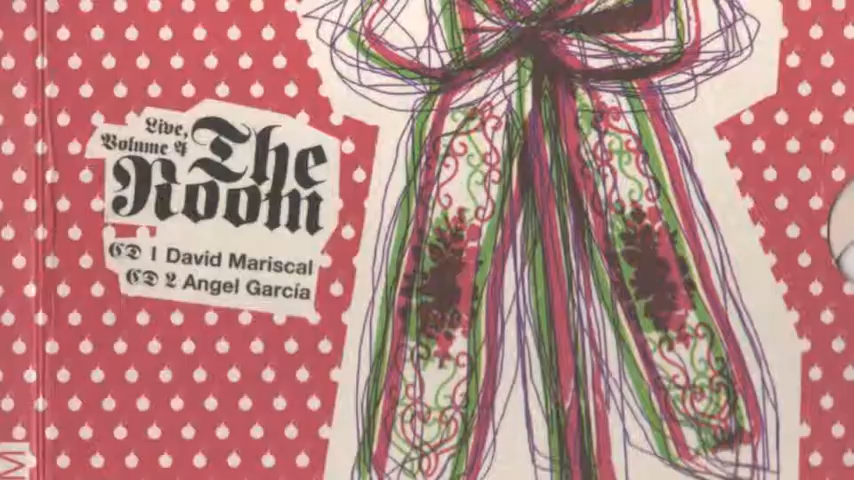 Live,
Volume 4
The
Room
CD 1 David Mariscal
CD 2 Angel García
M